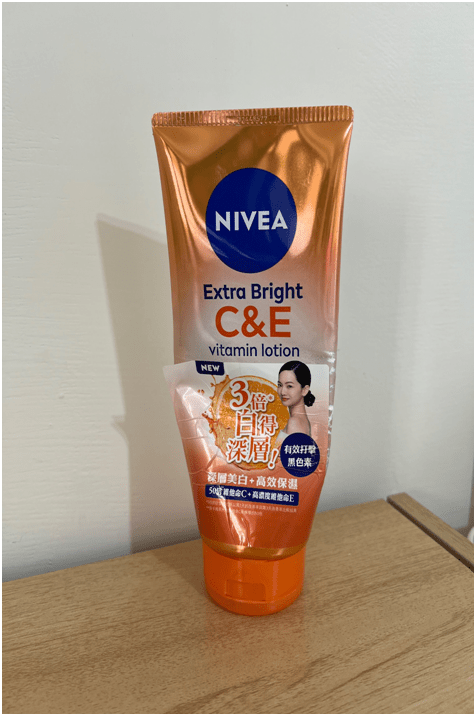 NIVEA
Extra Bright
C&E
vitamin lotion
NEW
3倍
白得
深層!
有效打擊
黑色素
深層美白+高效保濕
50倍維他命C+高濃度維他命E